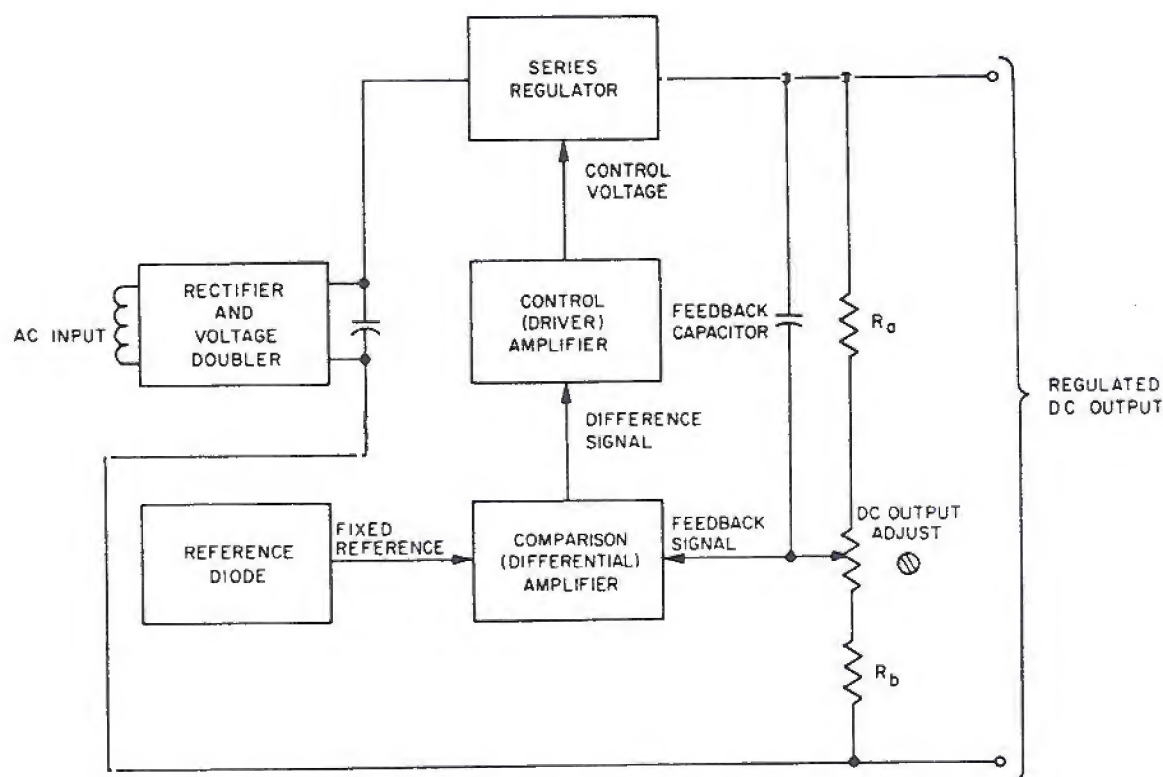 SERIES
REGULATOR
CONTROL
VOLTAGE
AC INPUT
RECTIFIER
AND
VOLTAGE
DOUBLER
CONTROL
(DRIVER)
AMPLIFIER
FEEDBACK
CAPACITOR
Ra
REGULATED
DC OUTPUT
DIFFERENCE
SIGNAL
REFERENCE
DIODE
FIXED
REFERENCE
COMPARISON
(DIFFERENTIAL)
AMPLIFIER
FEEDBACK
SIGNAL
DC OUTPUT
ADJUST
Rb